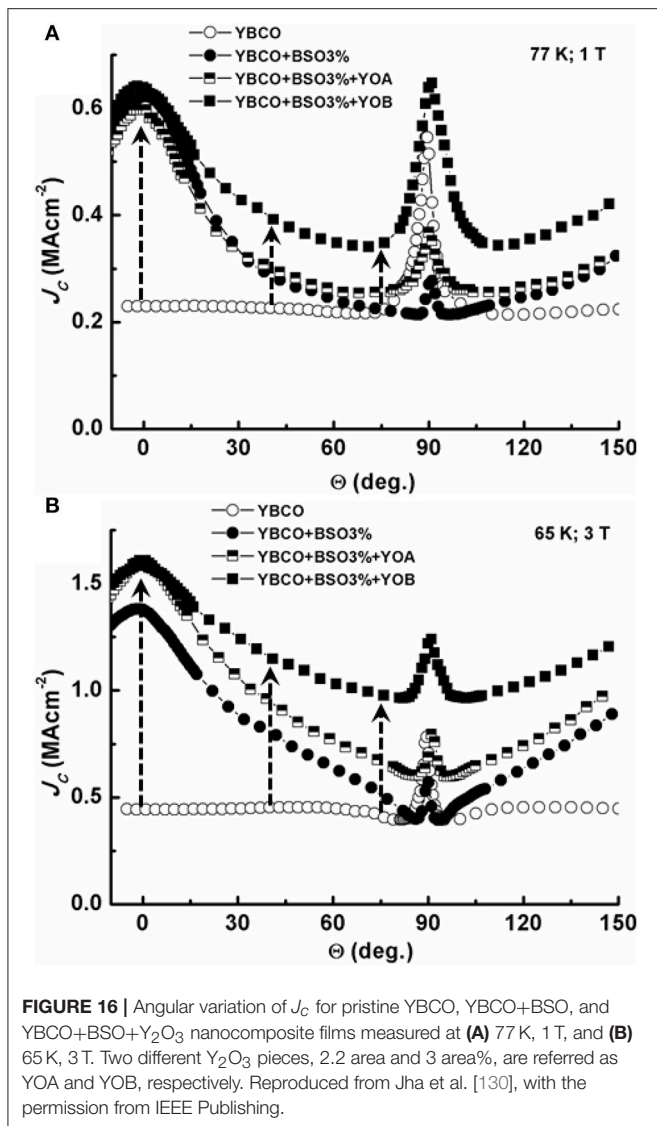 A
YBCO
YBCO+BSO3%
YBCO+BSO3%+YOA
YBCO+BSO3%+YOB
77 K; 1 T
Jc (MAcm-2)
0.6
0.4
0.2
0.0
0 30 60 90 120 150
Θ (deg.)
B
YBCO
YBCO+BSO3%
YBCO+BSO3%+YOA
YBCO+BSO3%+YOB
65 K; 3 T
Jc (MAcm-2)
1.5
1.0
0.5
0.0
0 30 60 90 120 150
Θ (deg.)
FIGURE 16 | Angular variation of Jc for pristine YBCO, YBCO+BSO, and
YBCO+BSO+Y2O3 nanocomposite films measured at (A) 77 K, 1 T, and (B)
65 K, 3 T. Two different Y2O3 pieces, 2.2 area and 3 area%, are referred as
YOA and YOB, respectively. Reproduced from Jha et al. [130], with the
permission from IEEE Publishing.